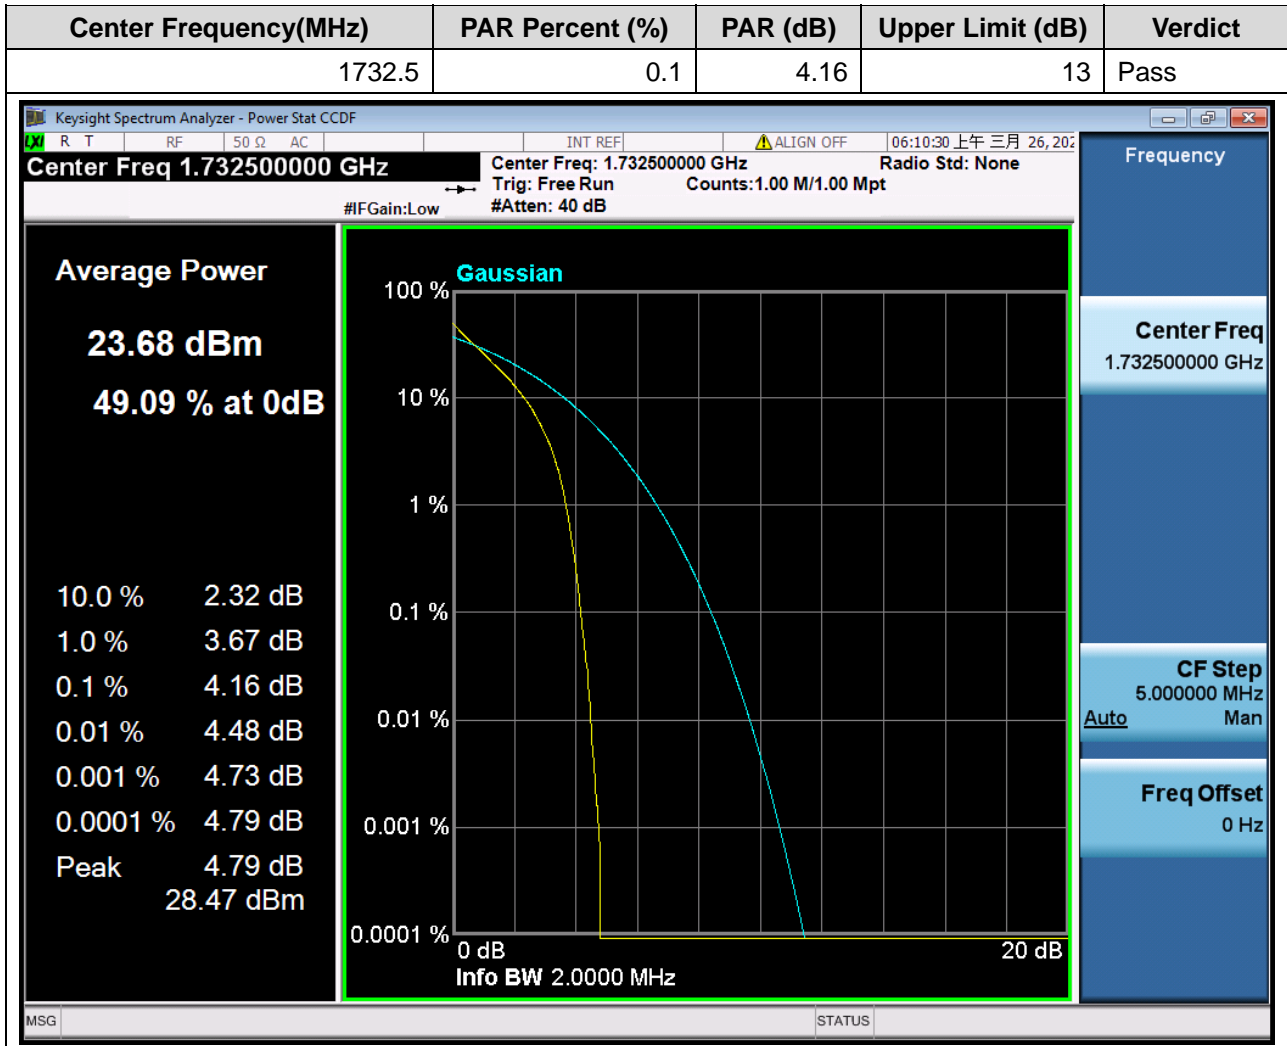 Center Frequency(MHz) PAR Percent (%) PAR (dB) Upper Limit (dB) Verdict
1732.5 0.1 4.16 13 Pass
Keysight Spectrum Analyzer - Power Stat CCDF
LXI R T RF 50 Ω AC INT REF ALIGN OFF 06:10:30 上午 三月 26, 202
Center Freq 1.732500000 GHz
Center Freq: 1.732500000 GHz Radio Std: None
Trig: Free Run Counts:1.00 M/1.00 Mpt
#IFGain:Low #Atten: 40 dB
Average Power
23.68 dBm
49.09 % at 0dB
10.0 % 2.32 dB
1.0 % 3.67 dB
0.1 % 4.16 dB
0.01 % 4.48 dB
0.001 % 4.73 dB
0.0001 % 4.79 dB
Peak 4.79 dB
28.47 dBm
Gaussian
100 %
10 %
1 %
0.1 %
0.01 %
0.001 %
0.0001 %
0 dB 20 dB
Info BW 2.0000 MHz
Frequency
Center Freq
1.732500000 GHz
CF Step
5.000000 MHz
Auto Man
Freq Offset
0 Hz
MSG STATUS